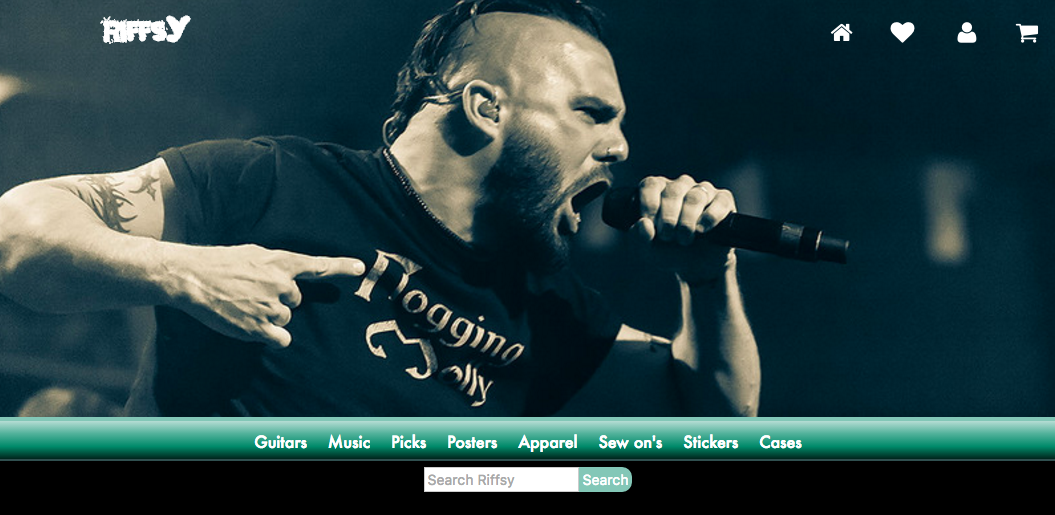 RIFFSY
Flogging
Molly
Guitars Music Picks Posters Apparel Sew on's Stickers Cases
Search Riffsy Search